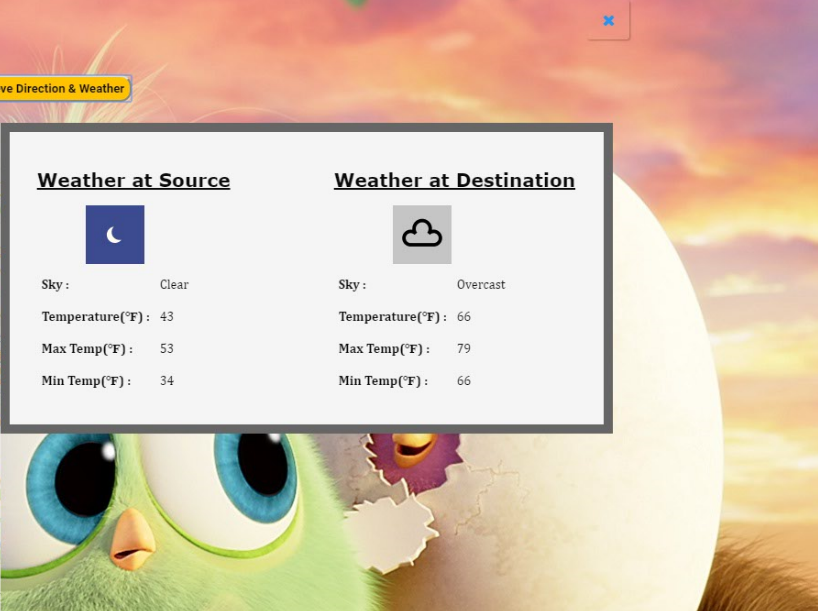 ve Direction & Weather
Weather at Source Weather at Destination
Sky : Clear Sky : Overcast
Temperature(°F) : 43 Temperature(°F) : 66
Max Temp(°F) : 53 Max Temp(°F) : 79
Min Temp(°F) : 34 Min Temp(°F) : 66